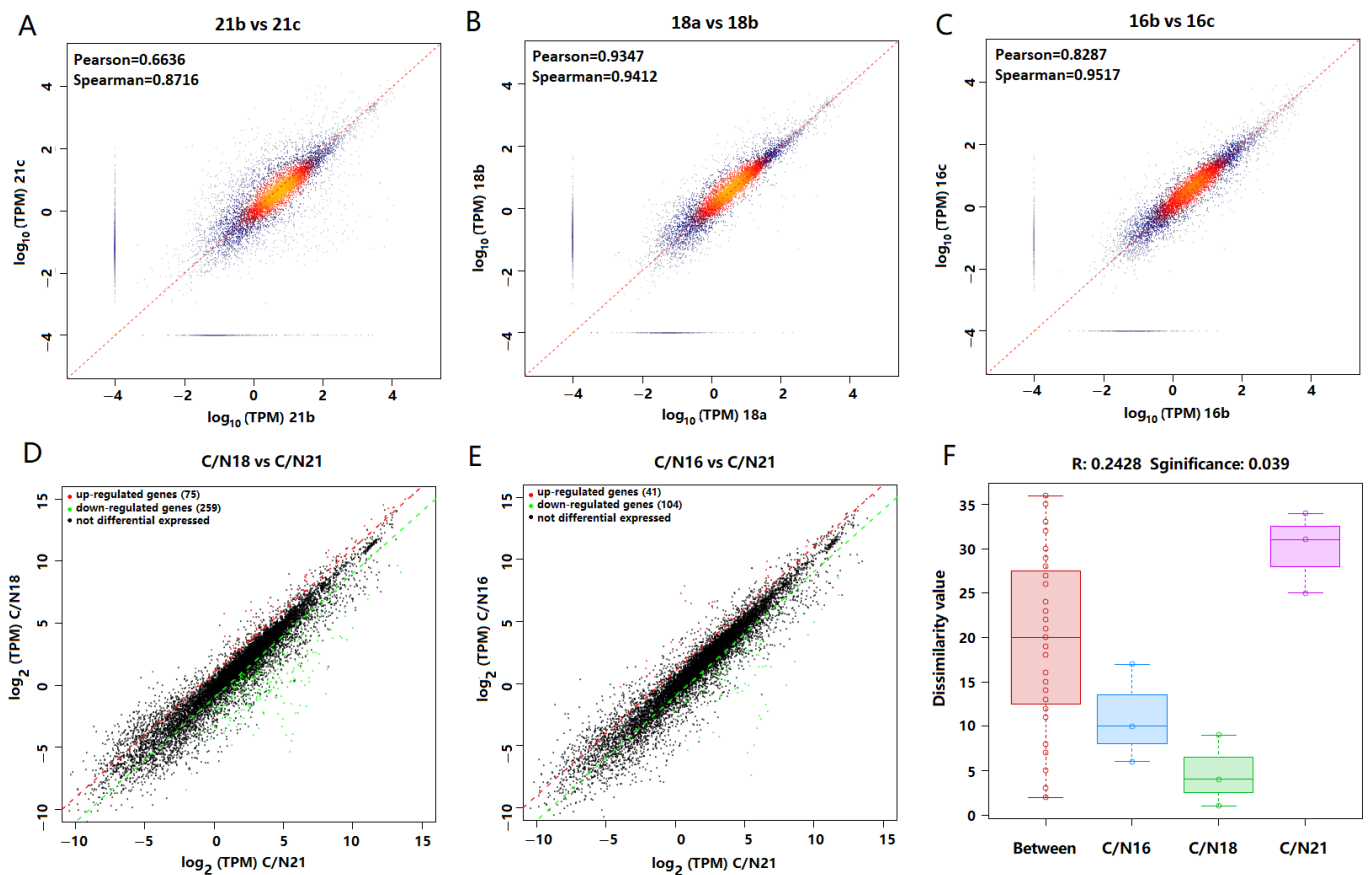 A
21b vs 21c
Pearson=0.6636
Spearman=0.8716
log10 (TPM) 21c
4
2
0
−2
−4
−4 −2 0 2 4
log10 (TPM) 21b
B
18a vs 18b
Pearson=0.9347
Spearman=0.9412
log10 (TPM) 18b
4
2
0
−2
−4
−4 −2 0 2 4
log10 (TPM) 18a
C
16b vs 16c
Pearson=0.8287
Spearman=0.9517
log10 (TPM) 16c
4
2
0
−2
−4
−4 −2 0 2 4
log10 (TPM) 16b
D
C/N18 vs C/N21
up-regulated genes (75)
down-regulated genes (259)
not differential expressed
log2 (TPM) C/N18
15
10
5
0
−5
−10
−10 −5 0 5 10 15
log2 (TPM) C/N21
E
C/N16 vs C/N21
up-regulated genes (41)
down-regulated genes (104)
not differential expressed
log2 (TPM) C/N16
15
10
5
0
−5
−10
−10 −5 0 5 10 15
log2 (TPM) C/N21
F
R: 0.2428 Sginificance: 0.039
Dissimilarity value
35
30
25
20
15
10
5
0
Between C/N16 C/N18 C/N21